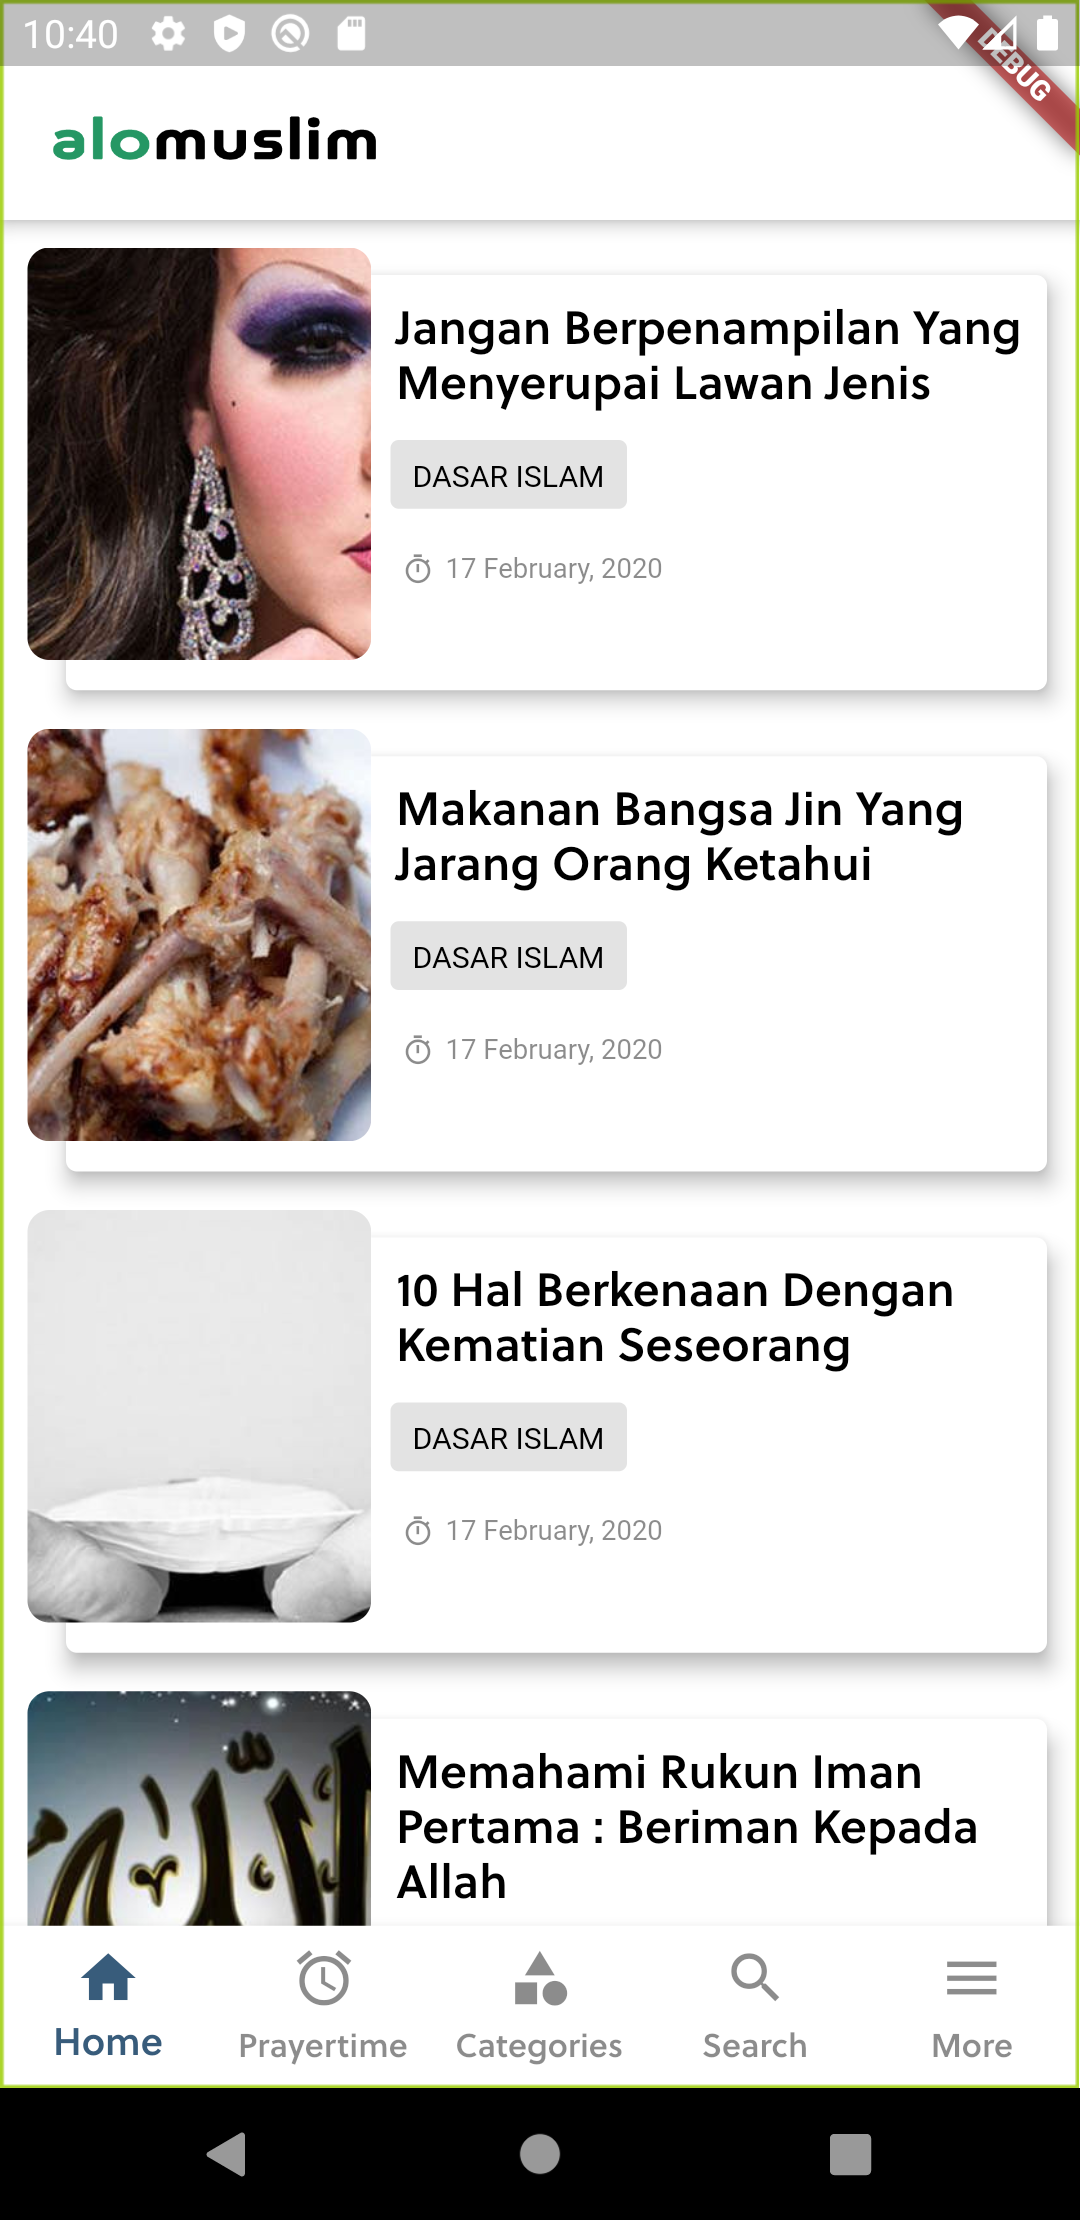 10:40
DEBUG
alomuslim
Jangan Berpenampilan Yang
Menyerupai Lawan Jenis
DASAR ISLAM
17 February, 2020
Makanan Bangsa Jin Yang
Jarang Orang Ketahui
DASAR ISLAM
17 February, 2020
10 Hal Berkenaan Dengan
Kematian Seseorang
DASAR ISLAM
17 February, 2020
Memahami Rukun Iman
Pertama : Beriman Kepada
Allah
Home
Prayertime
Categories
Search
More